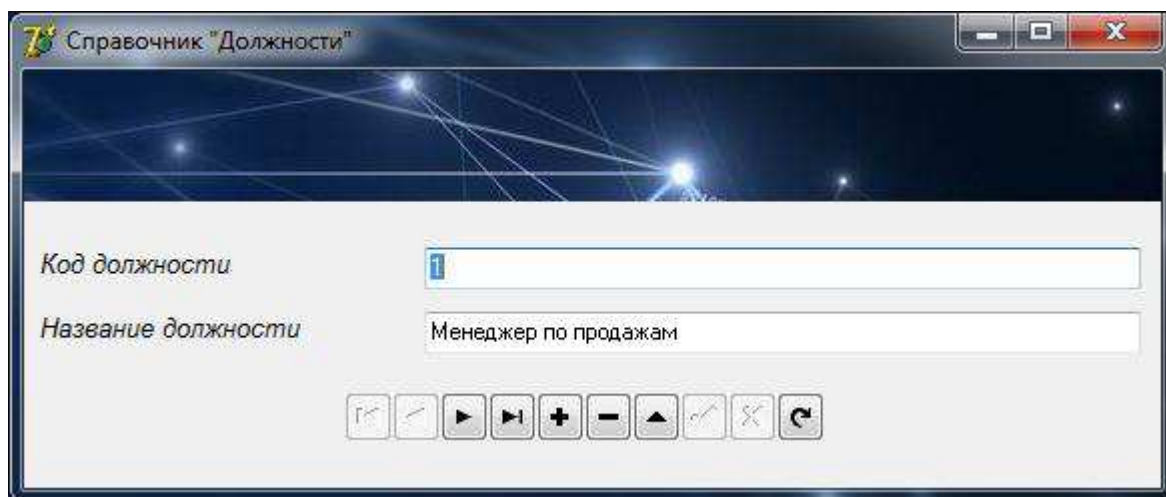 Справочник "Должности"
Код должности
1
Название должности
Менеджер по продажам